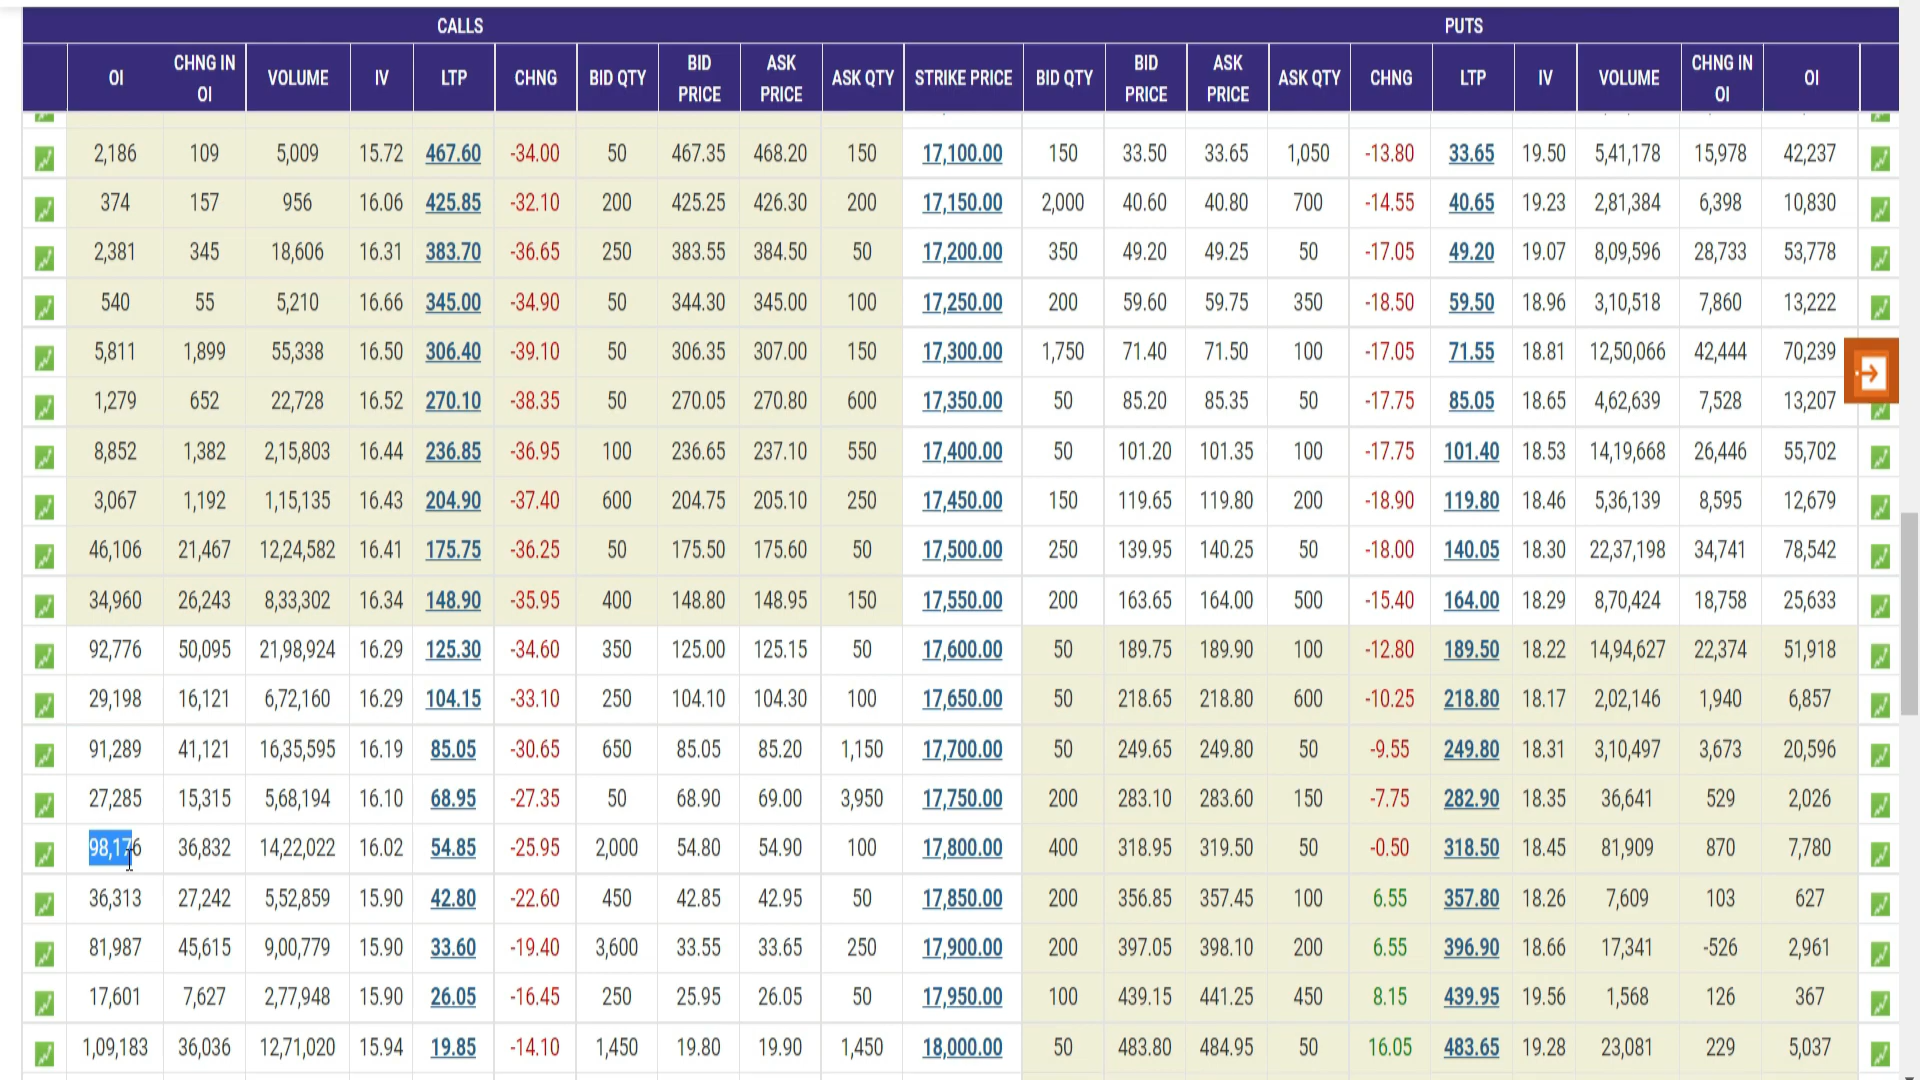 CALLS PUTS
OI CHNG IN OI VOLUME IV LTP CHNG BID QTY BID PRICE ASK PRICE ASK QTY STRIKE PRICE BID QTY BID PRICE ASK PRICE ASK QTY CHNG LTP IV VOLUME CHNG IN OI OI
2,186 109 5,009 15.72 467.60 -34.00 50 467.35 468.20 150 17,100.00 150 33.50 33.65 1,050 -13.80 33.65 19.50 5,41,178 15,978 42,237
374 157 956 16.06 425.85 -32.10 200 425.25 426.30 200 17,150.00 2,000 40.60 40.80 700 -14.55 40.65 19.23 2,81,384 6,398 10,830
2,381 345 18,606 16.31 383.70 -36.65 250 383.55 384.50 50 17,200.00 350 49.20 49.25 50 -17.05 49.20 19.07 8,09,596 28,733 53,778
540 55 5,210 16.66 345.00 -34.90 50 344.30 345.00 100 17,250.00 200 59.60 59.75 350 -18.50 59.50 18.96 3,10,518 7,860 13,222
5,811 1,899 55,338 16.50 306.40 -39.10 50 306.35 307.00 150 17,300.00 1,750 71.40 71.50 100 -17.05 71.55 18.81 12,50,066 42,444 70,239
1,279 652 22,728 16.52 270.10 -38.35 50 270.05 270.80 600 17,350.00 50 85.20 85.35 50 -17.75 85.05 18.65 4,62,639 7,528 13,207
8,852 1,382 2,15,803 16.44 236.85 -36.95 100 236.65 237.10 550 17,400.00 50 101.20 101.35 100 -17.75 101.40 18.53 14,19,668 26,446 55,702
3,067 1,192 1,15,135 16.43 204.90 -37.40 600 204.75 205.10 250 17,450.00 150 119.65 119.80 200 -18.90 119.80 18.46 5,36,139 8,595 12,679
46,106 21,467 12,24,582 16.41 175.75 -36.25 50 175.50 175.60 50 17,500.00 250 139.95 140.25 50 -18.00 140.05 18.30 22,37,198 34,741 78,542
34,960 26,243 8,33,302 16.34 148.90 -35.95 400 148.80 148.95 150 17,550.00 200 163.65 164.00 500 -15.40 164.00 18.29 8,70,424 18,758 25,633
92,776 50,095 21,98,924 16.29 125.30 -34.60 350 125.00 125.15 50 17,600.00 50 189.75 189.90 100 -12.80 189.50 18.22 14,94,627 22,374 51,918
29,198 16,121 6,72,160 16.29 104.15 -33.10 250 104.10 104.30 100 17,650.00 50 218.65 218.80 600 -10.25 218.80 18.17 2,02,146 1,940 6,857
91,289 41,121 16,35,595 16.19 85.05 -30.65 650 85.05 85.20 1,150 17,700.00 50 249.65 249.80 50 -9.55 249.80 18.31 3,10,497 3,673 20,596
27,285 15,315 5,68,194 16.10 68.95 -27.35 50 68.90 69.00 3,950 17,750.00 200 283.10 283.60 150 -7.75 282.90 18.35 36,641 529 2,026
98,176 36,832 14,22,022 16.02 54.85 -25.95 2,000 54.80 54.90 100 17,800.00 400 318.95 319.50 50 -0.50 318.50 18.45 81,909 870 7,780
36,313 27,242 5,52,859 15.90 42.80 -22.60 450 42.85 42.95 50 17,850.00 200 356.85 357.45 100 6.55 357.80 18.26 7,609 103 627
81,987 45,615 9,00,779 15.90 33.60 -19.40 3,600 33.55 33.65 250 17,900.00 200 397.05 398.10 200 6.55 396.90 18.66 17,341 -526 2,961
17,601 7,627 2,77,948 15.90 26.05 -16.45 250 25.95 26.05 50 17,950.00 100 439.15 441.25 450 8.15 439.95 19.56 1,568 126 367
1,09,183 36,036 12,71,020 15.94 19.85 -14.10 1,450 19.80 19.90 1,450 18,000.00 50 483.80 484.95 50 16.05 483.65 19.28 23,081 229 5,037